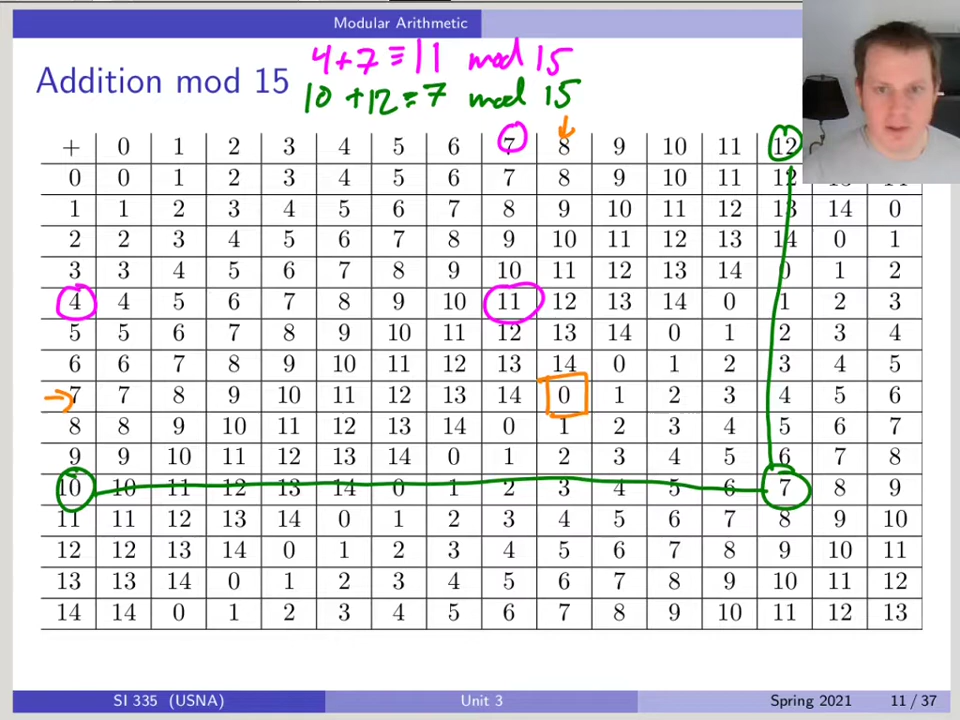 Modular Arithmetic
4+7≡11 mod 15
Addition mod 15
10+12≡7 mod 15
+ 0 1 2 3 4 5 6 7 8 9 10 11 12
0 0 1 2 3 4 5 6 7 8 9 10 11 12
1 1 2 3 4 5 6 7 8 9 10 11 12 13 14 0
2 2 3 4 5 6 7 8 9 10 11 12 13 14 0 1
3 3 4 5 6 7 8 9 10 11 12 13 14 0 1 2
4 4 5 6 7 8 9 10 11 12 13 14 0 1 2 3
5 5 6 7 8 9 10 11 12 13 14 0 1 2 3 4
6 6 7 8 9 10 11 12 13 14 0 1 2 3 4 5
7 7 8 9 10 11 12 13 14 0 1 2 3 4 5 6
8 8 9 10 11 12 13 14 0 1 2 3 4 5 6 7
9 9 10 11 12 13 14 0 1 2 3 4 5 6 7 8
10 10 11 12 13 14 0 1 2 3 4 5 6 7 8 9
11 11 12 13 14 0 1 2 3 4 5 6 7 8 9 10
12 12 13 14 0 1 2 3 4 5 6 7 8 9 10 11
13 13 14 0 1 2 3 4 5 6 7 8 9 10 11 12
14 14 0 1 2 3 4 5 6 7 8 9 10 11 12 13
SI 335 (USNA) Unit 3 Spring 2021 11 / 37